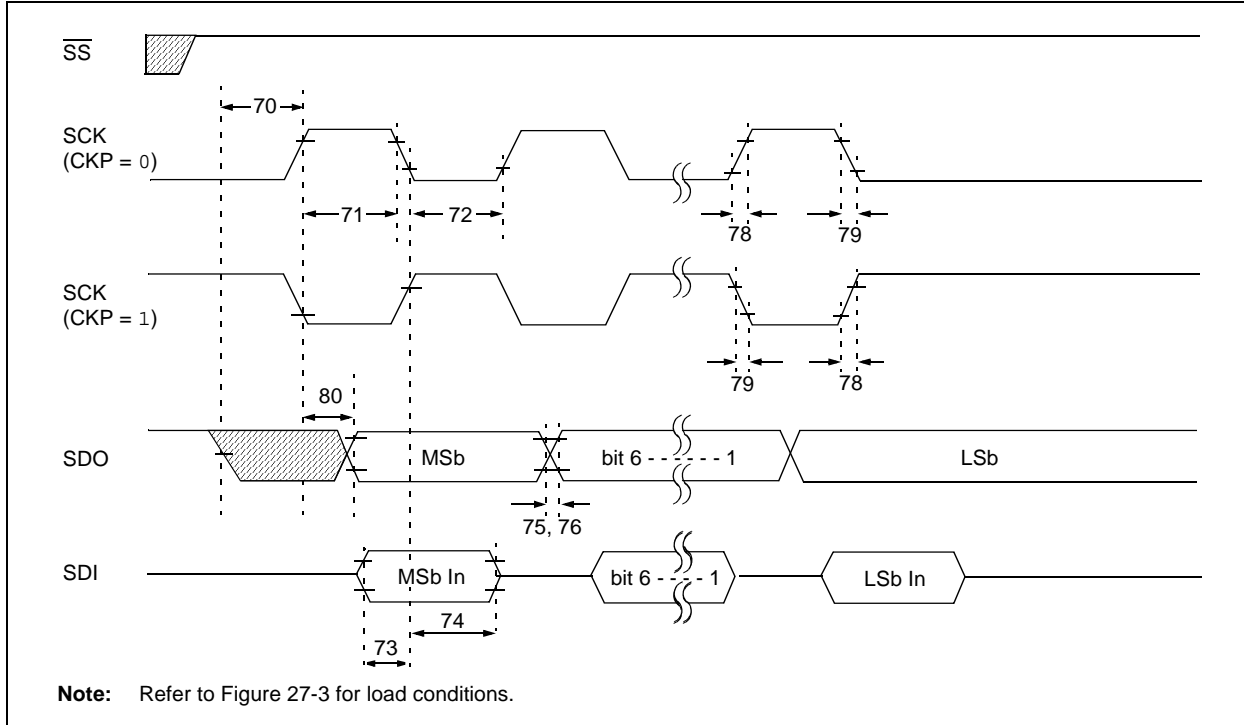 SS
70
SCK
(CKP = 0)
71
72
78
79
SCK
(CKP = 1)
79
78
80
SDO
MSb
bit 6 - - - - - - 1
LSb
75, 76
SDI
MSb In
bit 6 - - - - 1
LSb In
74
73
Note: Refer to Figure 27-3 for load conditions.